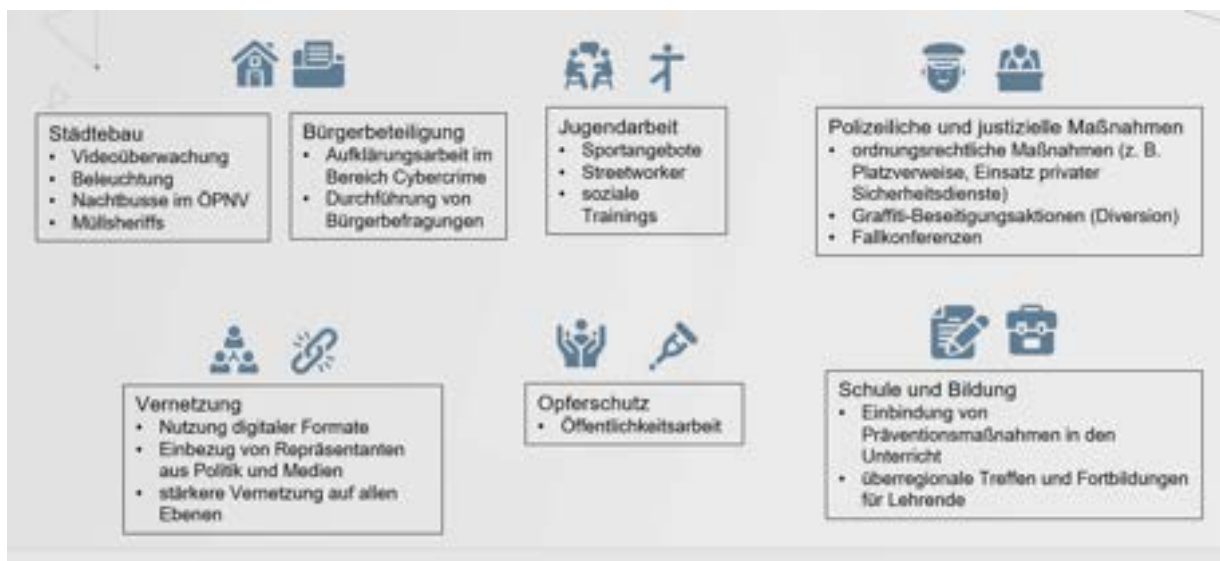 Städtebau
• Videoüberwachung
• Beleuchtung
• Nachtbusse im ÖPNV
• Müllsheriffs
Bürgerbeteiligung
• Aufklärungsarbeit im
Bereich Cybercrime
• Durchführung von
Bürgerbefragungen
Jugendarbeit
• Sportangebote
• Streetworker
• soziale
Trainings
Polizeiliche und justizielle Maßnahmen
• ordnungsrechtliche Maßnahmen (z. B.
Platzverweise, Einsatz privater
Sicherheitsdienste)
• Graffiti-Beseitigungsaktionen (Diversion)
• Fallkonferenzen
Vernetzung
• Nutzung digitaler Formate
• Einbezug von Repräsentanten
aus Politik und Medien
• stärkere Vernetzung auf allen
Ebenen
Opferschutz
• Öffentlichkeitsarbeit
Schule und Bildung
• Einbindung von
Präventionsmaßnahmen in den
Unterricht
• überregionale Treffen und Fortbildungen
für Lehrende